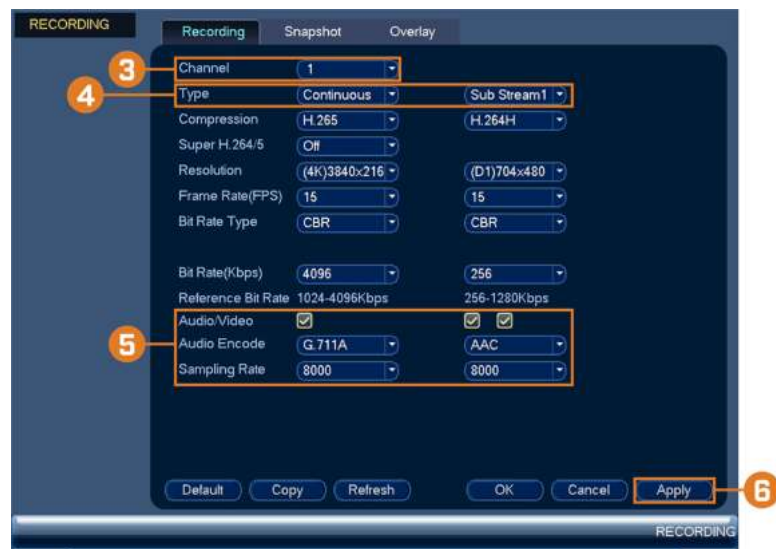 RECORDING
Recording Snapshot Overlay
3 Channel 1
4 Type Continuous Sub Stream1
Compression H.265 H.264H
Super H.264/5 Off
Resolution (4K)3840x216 (D1)704x480
Frame Rate(FPS) 15 15
Bit Rate Type CBR CBR
Bit Rate(Kbps) 4096 256
Reference Bit Rate 1024-4096Kbps 256-1280Kbps
Audio/Video
5 Audio Encode G.711A AAC
Sampling Rate 8000 8000
Default Copy Refresh OK Cancel Apply 6
RECORDING